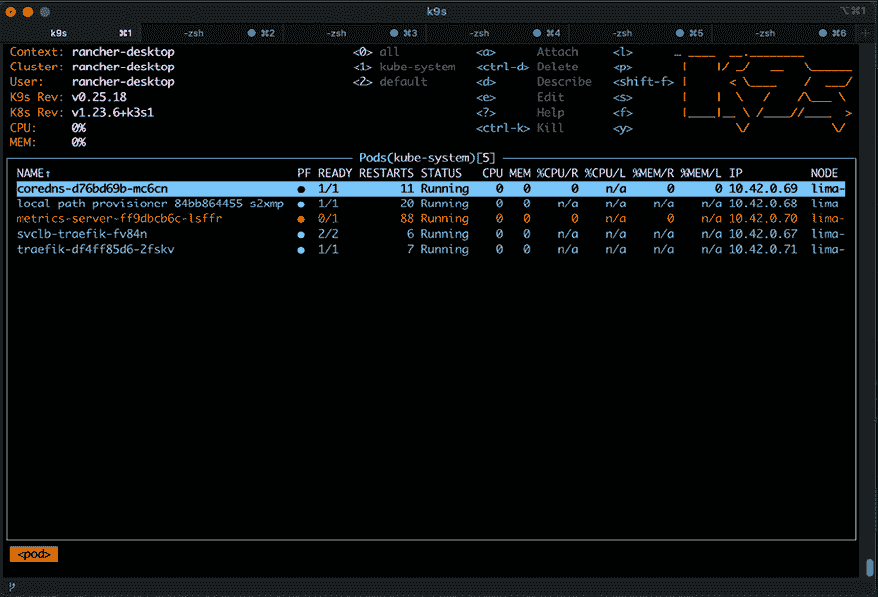 k9s
⌥⌘1
k9s ⌘1 -zsh ⌘2 -zsh ⌘3 -zsh ⌘4 -zsh ⌘5 -zsh ⌘6
Context: rancher-desktop <0> all <a> Attach <l> …
Cluster: rancher-desktop <1> kube-system <ctrl-d> Delete <p>
User: rancher-desktop <2> default <d> Describe <shift-f>
K9s Rev: v0.25.18 <e> Edit <s>
K8s Rev: v1.23.6+k3s1 <?> Help <f>
CPU: 0% <ctrl-k> Kill <y>
MEM: 0%
Pods(kube-system)[5]
NAME↑ PF READY RESTARTS STATUS CPU MEM %CPU/R %CPU/L %MEM/R %MEM/L IP NODE
coredns-d76bd69b-mc6cn ● 1/1 11 Running 0 0 0 n/a 0 0 10.42.0.69 lima-
local path provisioner 84bb864455 s2xmp ● 1/1 20 Running 0 0 n/a n/a n/a n/a 10.42.0.68 lima
metrics-server-ff9dbcb6c-lsffr ● 0/1 88 Running 0 0 0 n/a 0 n/a 10.42.0.70 lima-
svclb-traefik-fv84n ● 2/2 6 Running 0 0 n/a n/a n/a n/a 10.42.0.67 lima-
traefik-df4ff85d6-2fskv ● 1/1 7 Running 0 0 n/a n/a n/a n/a 10.42.0.71 lima-
<pod>